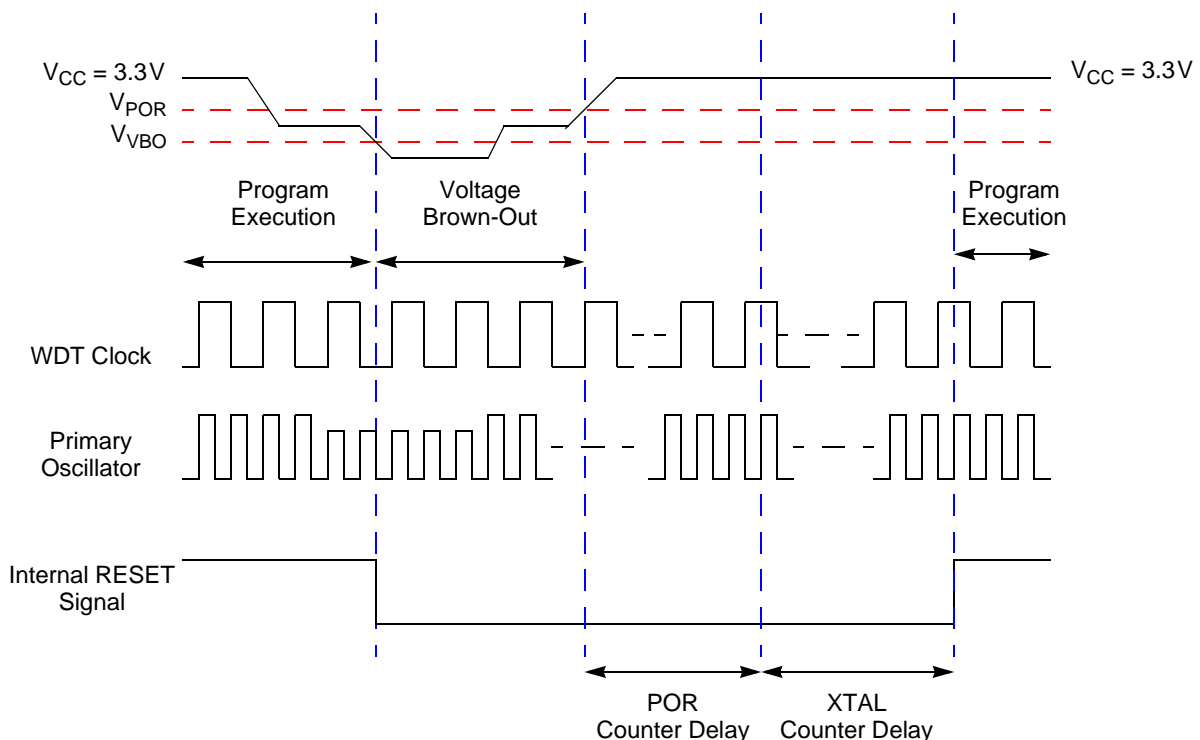 VCC = 3.3V
VCC = 3.3V
VPOR
VVBO
Program
Execution
Voltage
Brown-Out
Program
Execution
WDT Clock
Primary
Oscillator
Internal RESET
Signal
POR
Counter Delay
XTAL
Counter Delay